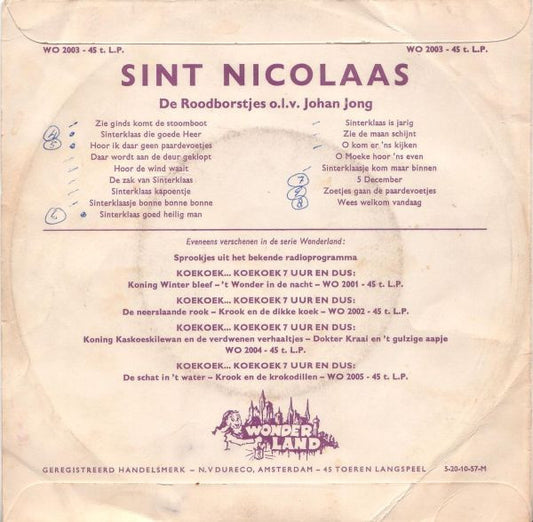 WO 2003 - 45 t. L.P.
WO 2003 - 45 t. L.P.
SINT NICOLAAS
De Roodborstjes o.l.v. Johan Jong
Zie ginds komt de stoomboot
Sinterklaas die goede Heer
Hoor ik daar geen paardevoetjes
Daar wordt aan de deur geklopt
Hoor de wind waait
De zak van Sinterklaas
Sinterklaas kapoentje
Sinterklaasje bonne bonne bonne
6 Sinterklaas goed heilig man
Sinterklaas is jarig
Zie de maan schijnt
O kom er 'ns kijken
O Moeke hoor 'ns even
Sinterklaasje kom maar binnen
7 5 December
9 Zoetjes gaan de paardevoetjes
8 Wees welkom vandaag
Eveneens verschenen in de serie Wonderland:
Sprookjes uit het bekende radioprogramma
KOEKOEK... KOEKOEK 7 UUR EN DUS:
Koning Winter bleef – 't Wonder in de nacht – WO 2001 - 45 t. L.P.
KOEKOEK... KOEKOEK 7 UUR EN DUS:
De neerslaande rook – Krook en de dikke koek – WO 2002 - 45 t. L.P.
KOEKOEK... KOEKOEK 7 UUR EN DUS:
Koning Kaskoeskilewan en de verdwenen verhaaltjes – Dokter Kraai en 't gulzige aapje
WO 2004 - 45 t. L.P.
KOEKOEK... KOEKOEK 7 UUR EN DUS:
De schat in 't water – Krook en de krokodillen – WO 2005 - 45 t. L.P.
WONDER
LAND
GEREGISTREERD HANDELSMERK – N.V DURECO, AMSTERDAM – 45 TOEREN LANGSPEEL
5-20-10-57-M